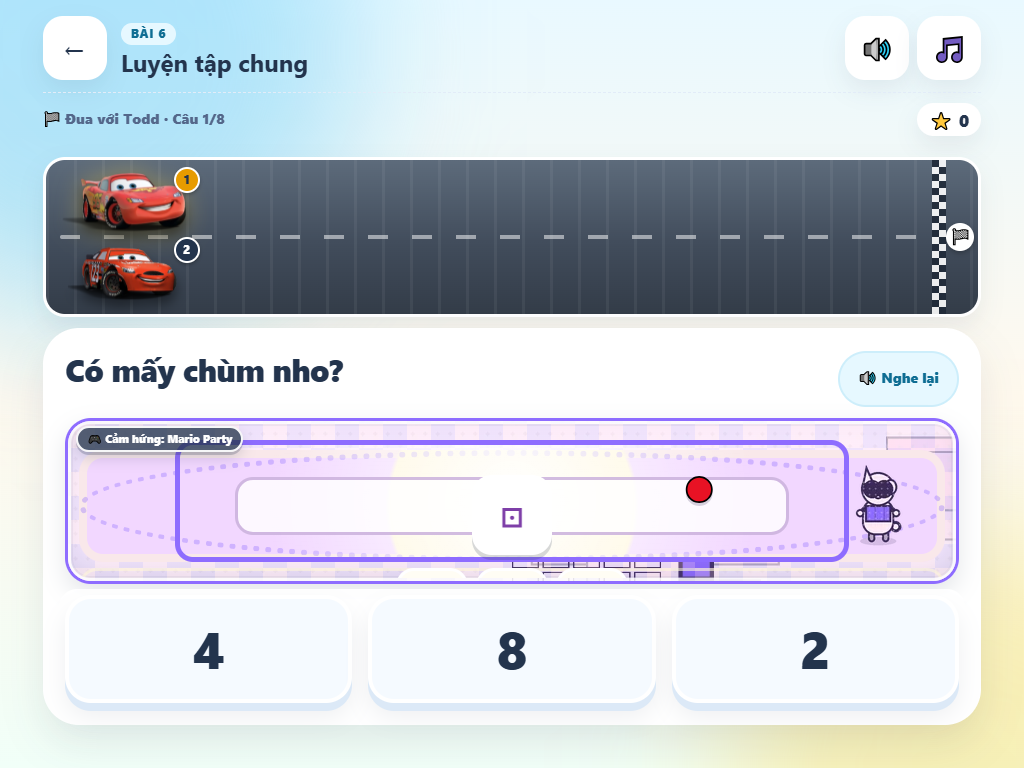 ←
BÀI 6
Luyện tập chung
Đua với Todd · Câu 1/8
0
1
2
Có mấy chùm nho?
Nghe lại
Cảm hứng: Mario Party
4
8
2